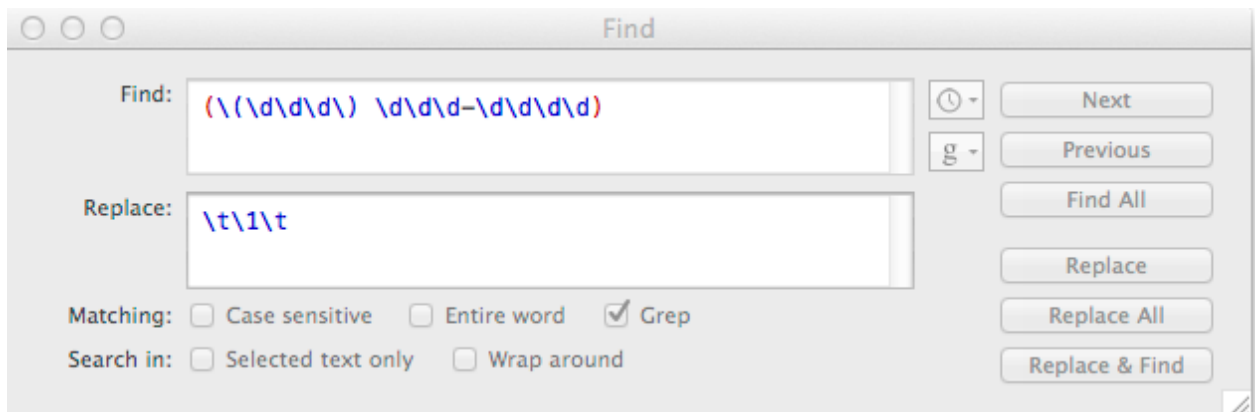 Find
Find:
(\(\d\d\d\) \d\d\d-\d\d\d\d)
g
Next
Previous
Find All
Replace:
\t\1\t
Replace
Matching: Case sensitive Entire word Grep
Replace All
Search in: Selected text only Wrap around
Replace & Find